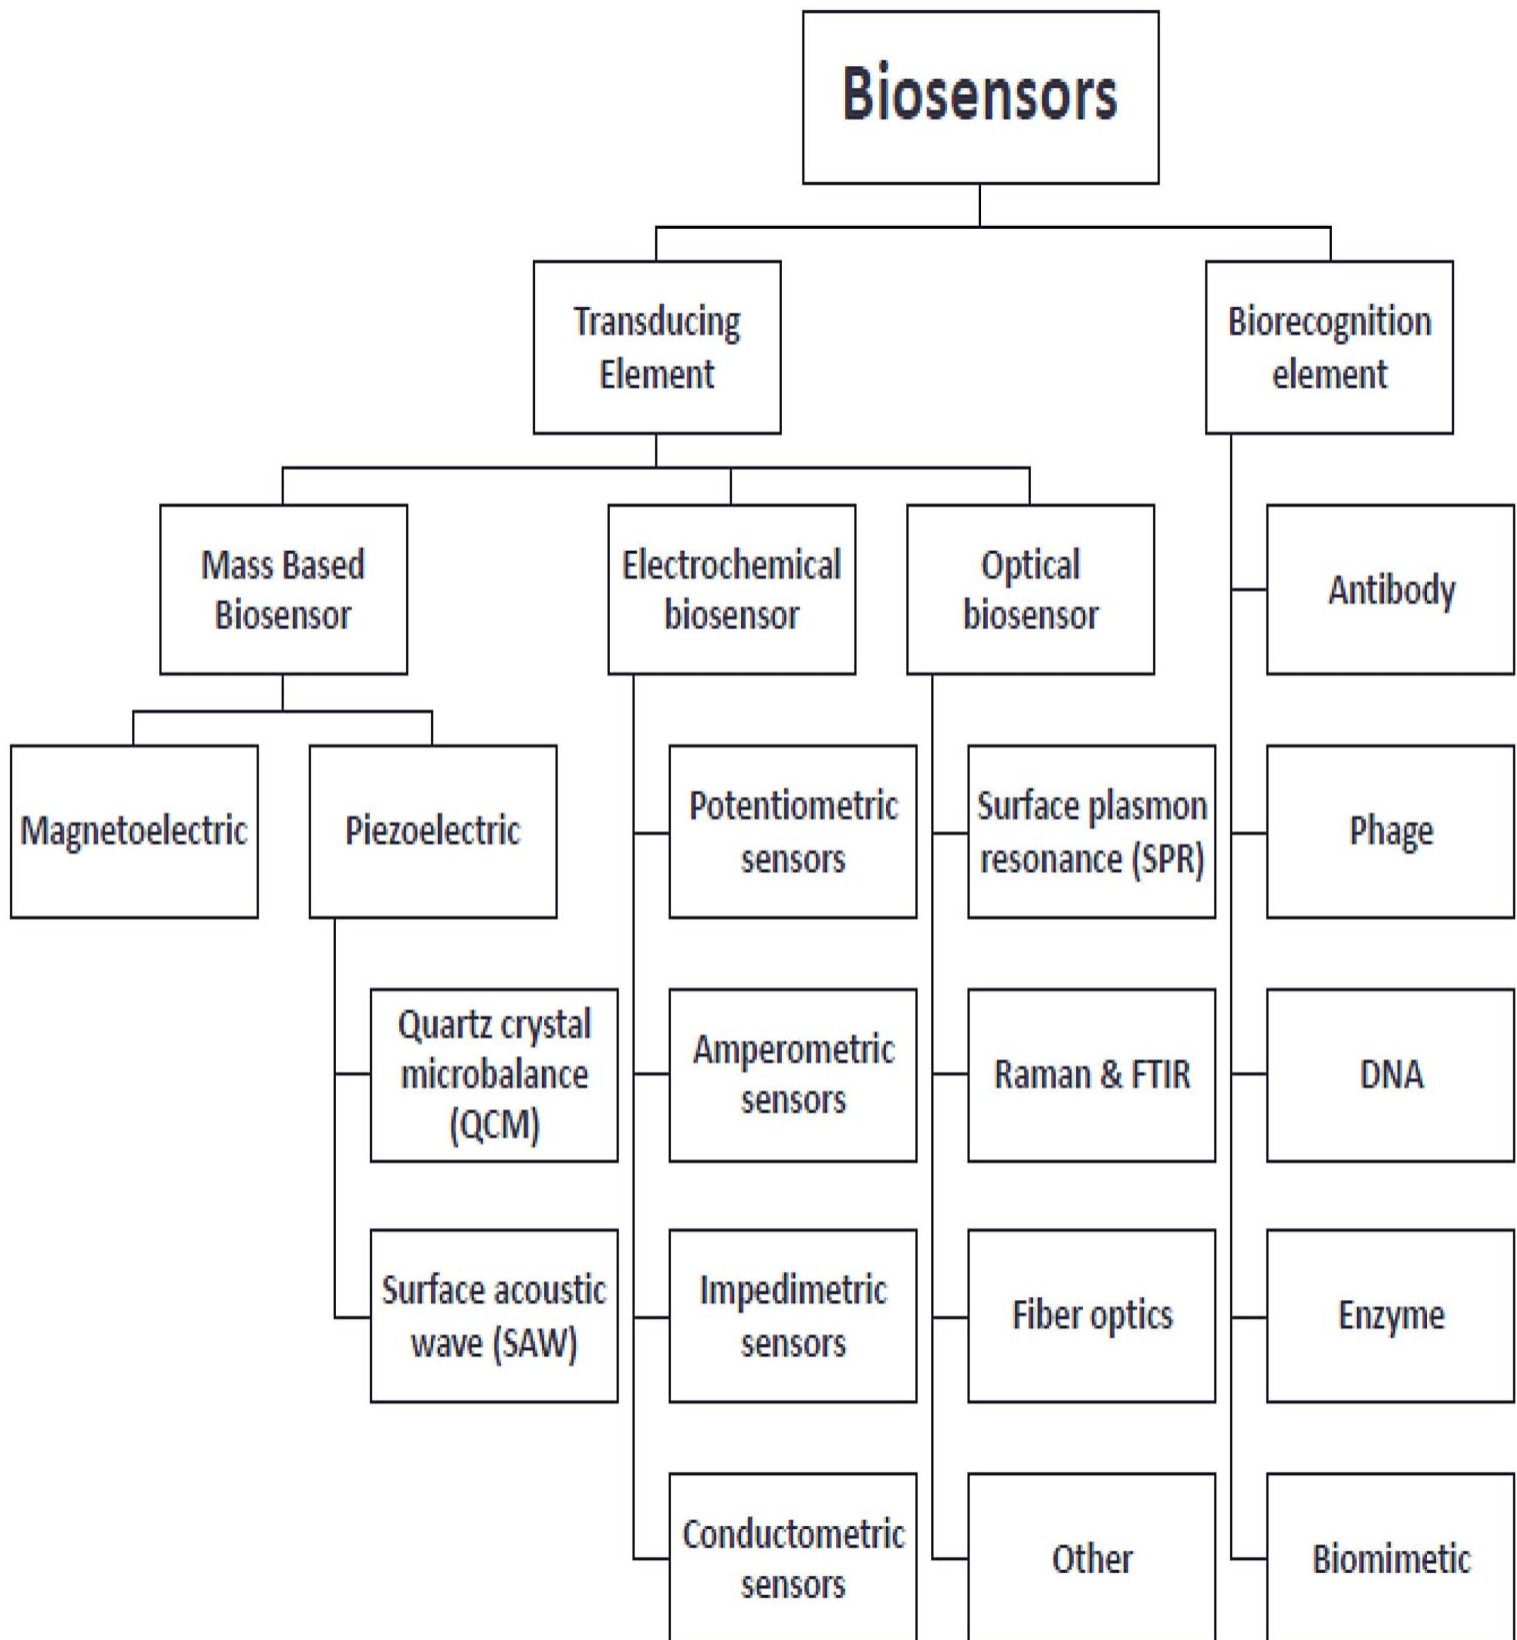 Biosensors
Transducing
Element
Biorecognition
element
Mass Based
Biosensor
Electrochemical
biosensor
Optical
biosensor
Antibody
Magnetoelectric
Piezoelectric
Potentiometric
sensors
Surface plasmon
resonance (SPR)
Phage
Quartz crystal
microbalance
(QCM)
Amperometric
sensors
Raman & FTIR
DNA
Surface acoustic
wave (SAW)
Impedimetric
sensors
Fiber optics
Enzyme
Conductometric
sensors
Other
Biomimetic